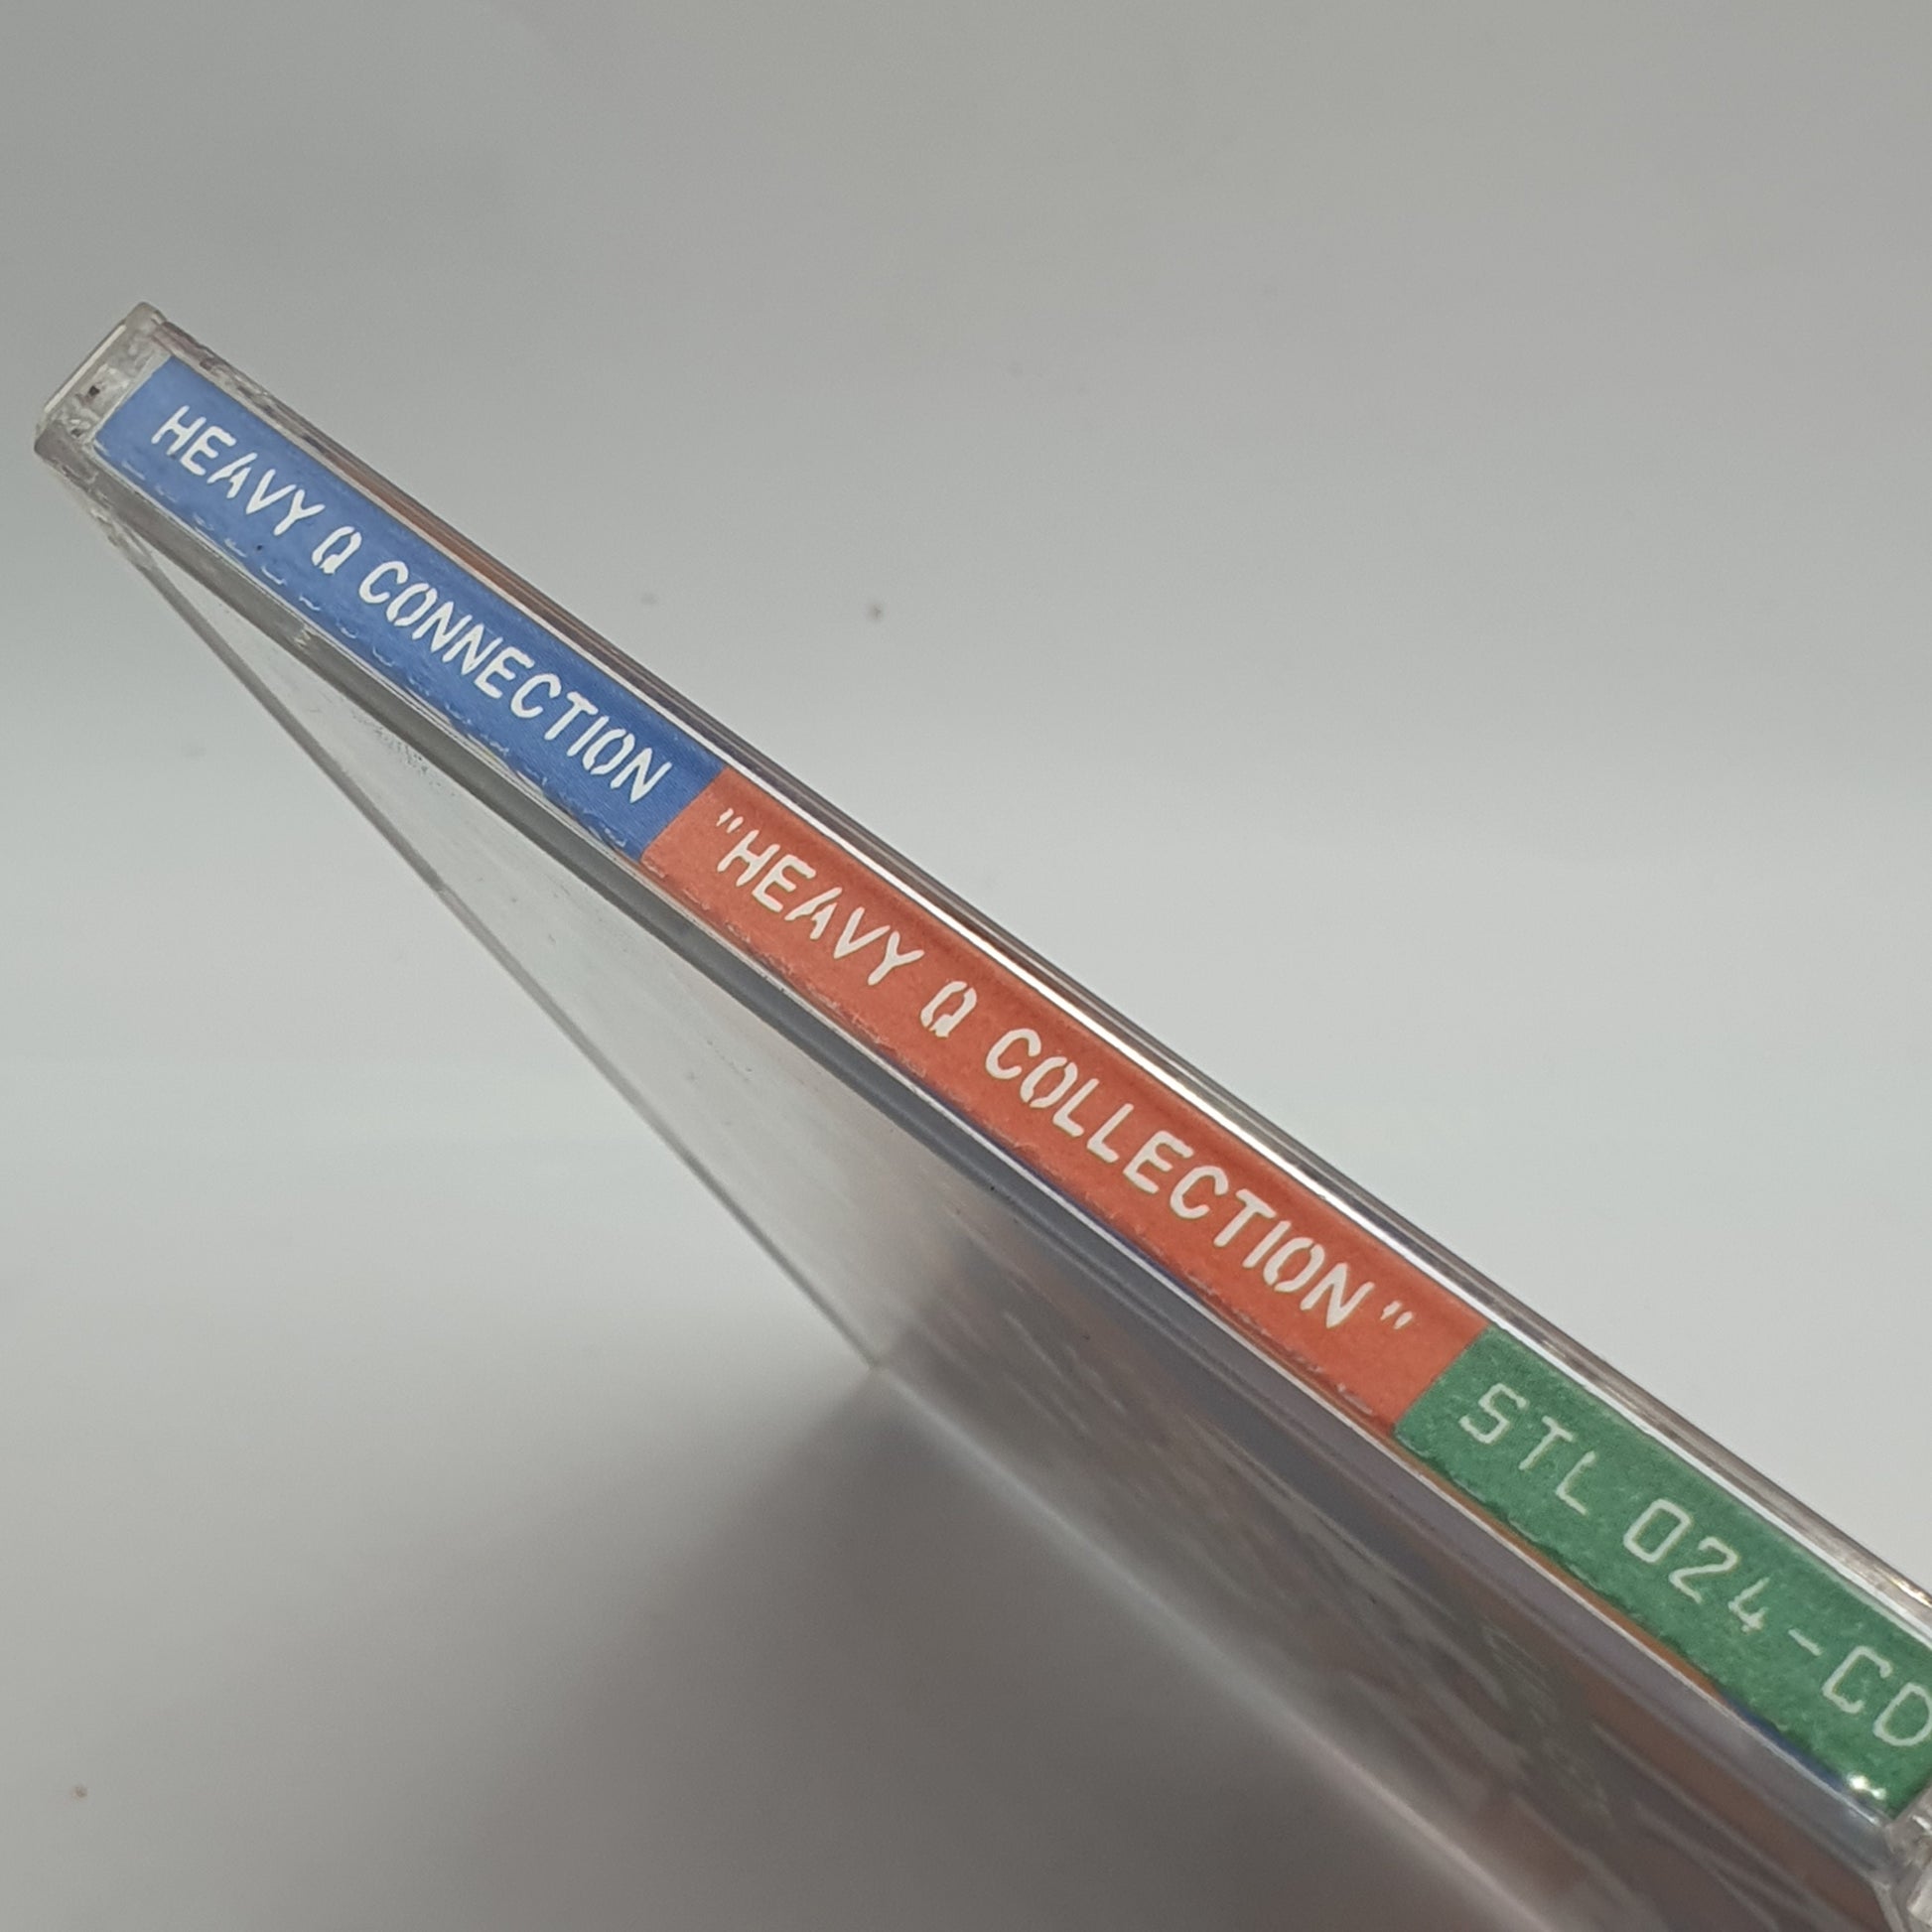 HEAVY Q CONNECTION "HEAVY Q COLLECTION" STL 024-CD